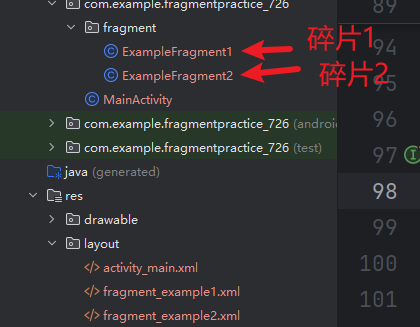 com.example.fragmentpractice_726
89
fragment
ExampleFragment1
碎片1
94
ExampleFragment2
碎片2
95
MainActivity
96
com.example.fragmentpractice_726 (android
97
com.example.fragmentpractice_726 (test)
java (generated)
98
res
drawable
99
layout
activity_main.xml
100
fragment_example1.xml
101
fragment_example2.xml